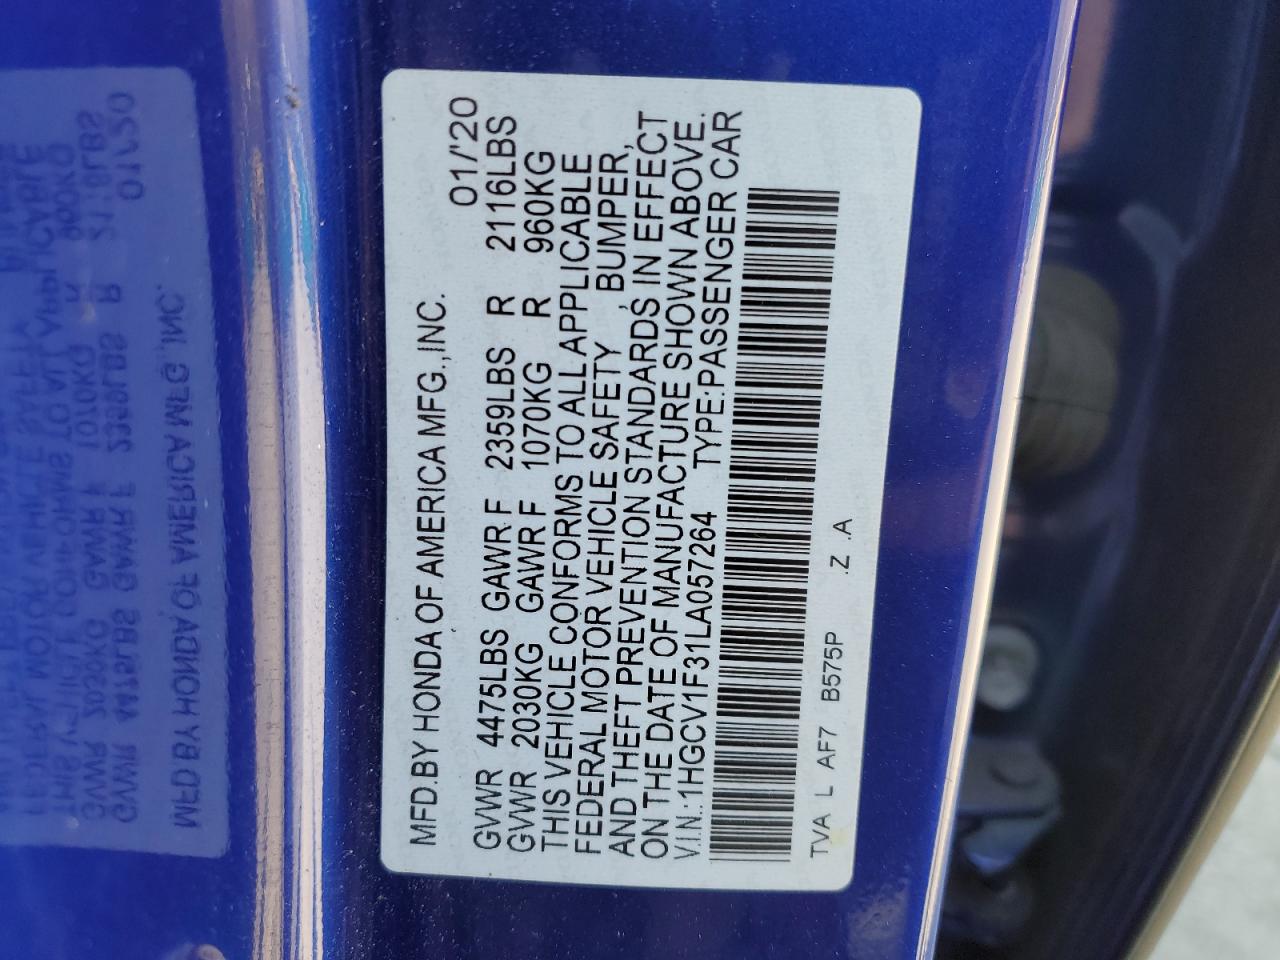 MFD. BY HONDA OF AMERICA MFG., INC. 01/'20
GVWR 4475LBS GAWR F 2359LBS R 2116LBS
GVWR 2030KG GAWR F 1070KG R 960KG
THIS VEHICLE CONFORMS TO ALL APPLICABLE
FEDERAL MOTOR VEHICLE SAFETY, BUMPER,
AND THEFT PREVENTION STANDARDS IN EFFECT
ON THE DATE OF MANUFACTURE SHOWN ABOVE.
V.I.N.: 1HGCV1F31LA057264 TYPE: PASSENGER CAR
TVA L AF7 B575P .Z .A